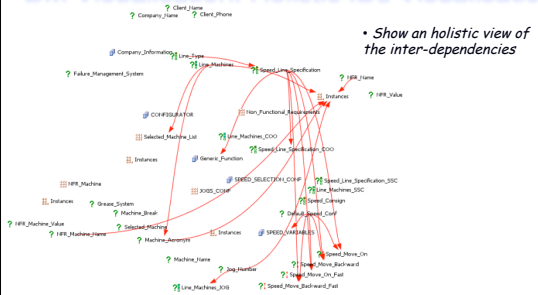 Client_Name
Company_Name
Client_Phone
• Show an holistic view of
the inter-dependencies
Company_Information
Line_Type
Line_Machines
Speed_Line_Specification
Failure_Management_System
NFR_Name
Instances
NFR_Value
CONFIGURATOR
Non_Functional_Requirements
Selected_Machine_List
Line_Machines_COO
Speed_Line_Specification_COO
Instances
Generic_Function
NFR_Machine
SPEED_SELECTION_CONF
Speed_Line_Specification_SSC
JOGS_CONF
Line_Machines_SSC
Instances
Grease_System
Speed_Consign
Machine_Break
Default_Speed_Conf
NFR_Machine_Value
Selected_Machine
NFR_Machine_Name
Instances
SPEED_VARIABLES
Machine_Acronym
Speed_Move_On
Machine_Name
Speed_Move_Backward
Jog_Number
Speed_Move_On_Fast
Line_Machines_JOG
Speed_Move_Backward_Fast